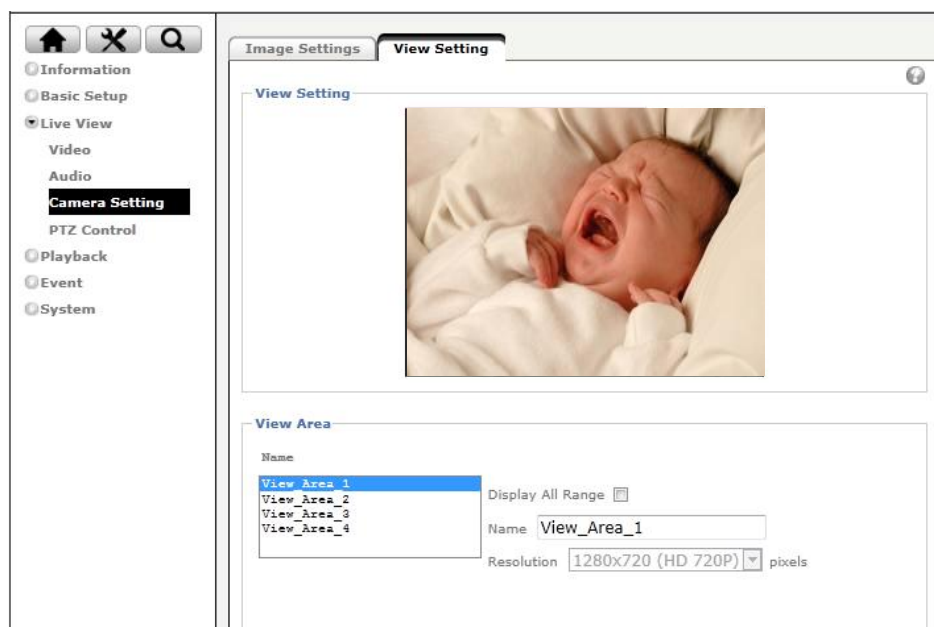 Information
Basic Setup
Live View
Video
Audio
Camera Setting
PTZ Control
Playback
Event
System
Image Settings
View Setting
View Setting
View Area
Name
View_Area_1
View_Area_2
View_Area_3
View_Area_4
Display All Range
Name View_Area_1
Resolution 1280x720 (HD 720P) pixels